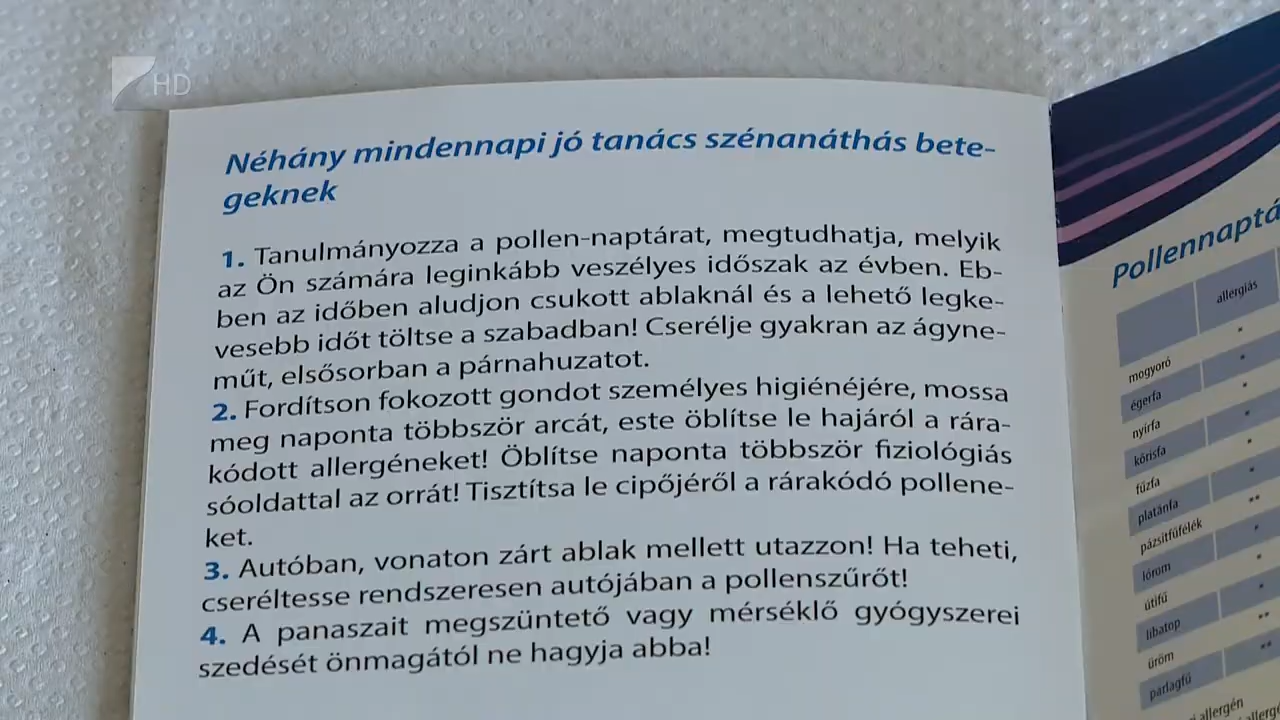 HD
Néhány mindennapi jó tanács szénanáthás bete-
geknek
1. Tanulmányozza a pollen-naptárat, megtudhatja, melyik
az Ön számára leginkább veszélyes időszak az évben. Eb-
ben az időben aludjon csukott ablaknál és a lehető legke-
vesebb időt töltse a szabadban! Cserélje gyakran az ágyne-
műt, elsősorban a párnahuzatot.
2. Fordítson fokozott gondot személyes higiénéjére, mossa
meg naponta többször arcát, este öblítse le hajáról a rára-
kódott allergéneket! Öblítse naponta többször fiziológiás
sóoldattal az orrát! Tisztítsa le cipőjéről a rárakódó pollene-
ket.
3. Autóban, vonaton zárt ablak mellett utazzon! Ha teheti,
cseréltesse rendszeresen autójában a pollenszűrőt!
4. A panaszait megszüntető vagy mérséklő gyógyszerei
szedését önmagától ne hagyja abba!
Pollennaptá
allergiás
mogyoró *
égerfa *
nyírfa *
kőrisfa *
fűzfa *
platánfa *
pázsitfűfélék **
lórom *
útifű *
libatop *
üröm **
parlagfű **
allergén